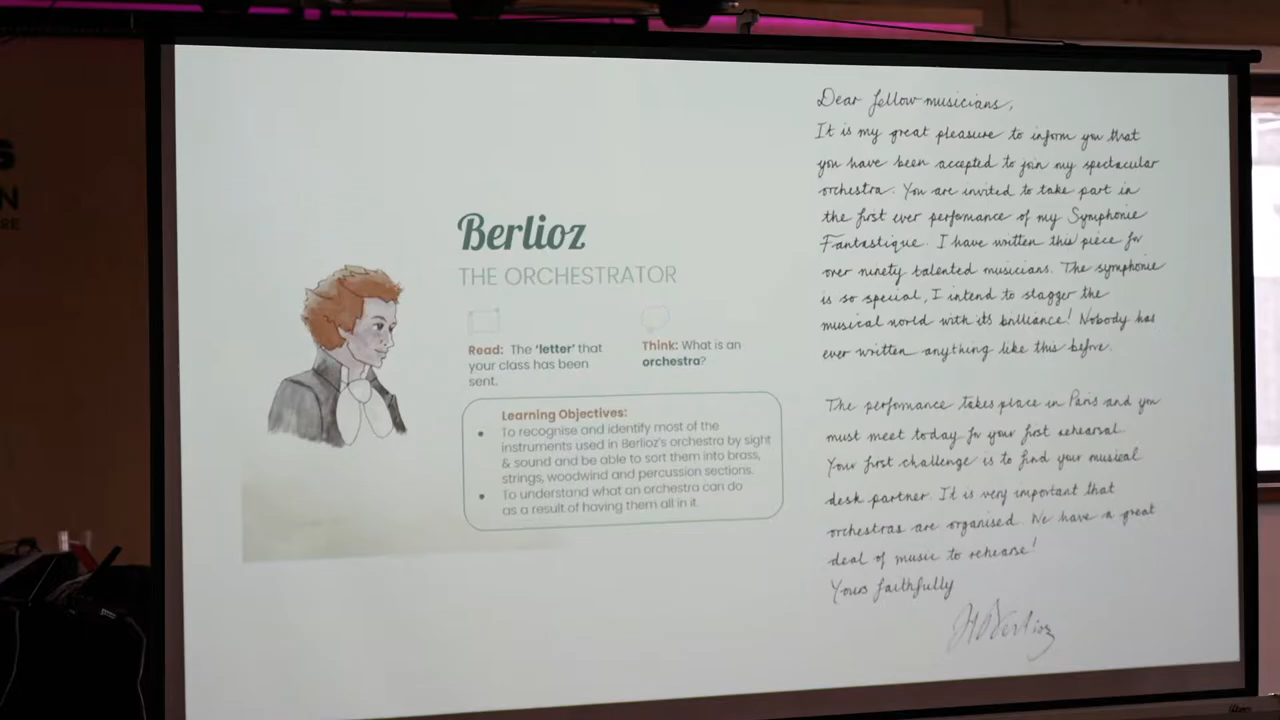 S
N
RE
Berlioz
THE ORCHESTRATOR
Read: The 'letter' that
your class has been
sent.
Think: What is an
orchestra?
Learning Objectives:
• To recognise and identify most of the
instruments used in Berlioz's orchestra by sight
& sound and be able to sort them into brass,
strings, woodwind and percussion sections.
• To understand what an orchestra can do
as a result of having them all in it.
Dear fellow musicians,
It is my great pleasure to inform you that
you have been accepted to join my spectacular
orchestra. You are invited to take part in
the first ever perfomance of my Symphonie
Fantastique. I have written this piece for
over ninety talented musicians. The symphonie
is so special, I intend to stagger the
musical world with its brilliance! Nobody has
ever written anything like this before.
The performance takes place in Paris and you
must meet today for your first rehearsal.
Your first challenge is to find your musical
desk partner. It is very important that
orchestras are organised. We have a great
deal of music to rehearse!
Yours faithfully
H Berlioz